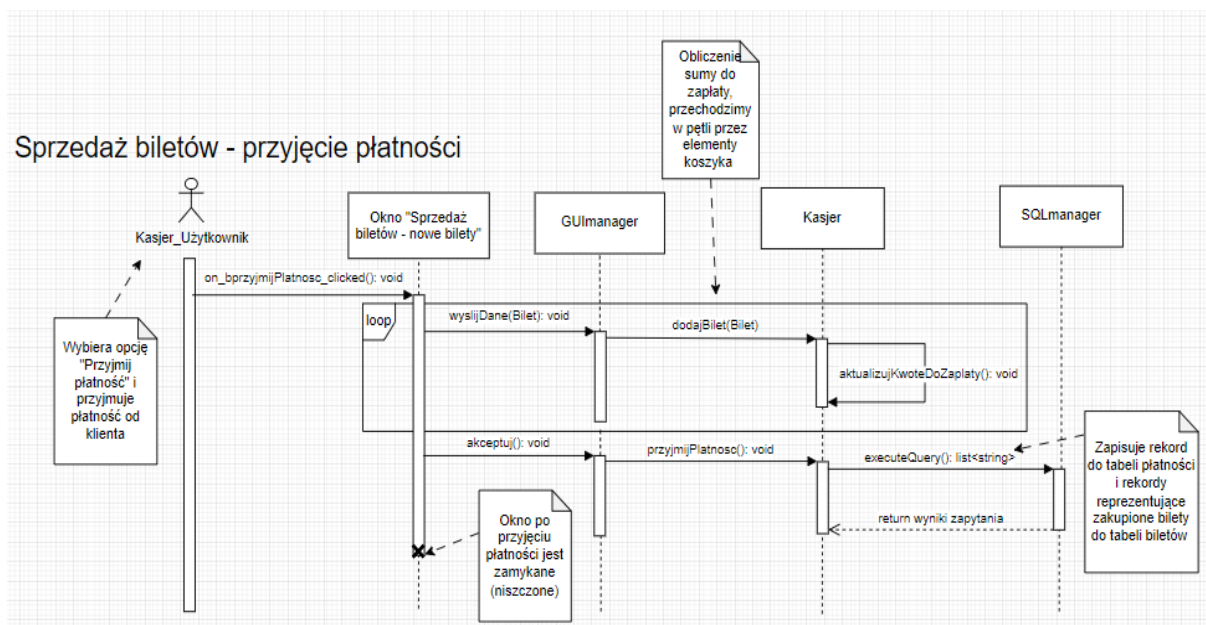 Obliczenie
sumy do
zapłaty,
przechodzimy
w pętli przez
elementy
koszyka
Sprzedaż biletów - przyjęcie płatności
Kasjer_Użytkownik
Okno "Sprzedaż
biletów - nowe bilety"
GUImanager
Kasjer
SQLmanager
on_bprzyjmijPlatnosc_clicked(): void
loop
wyslijDane(Bilet): void
dodajBilet(Bilet)
aktualizujKwoteDoZaplaty(): void
Wybiera opcję
"Przyjmij
płatność" i
przyjmuje
płatność od
klienta
akceptuj(): void
przyjmijPlatnosc(): void
executeQuery(): list<string>
return wyniki zapytania
Zapisuje rekord
do tabeli płatności
i rekordy
reprezentujące
zakupione bilety
do tabeli biletów
Okno po
przyjęciu
płatności jest
zamykane
(niszczone)